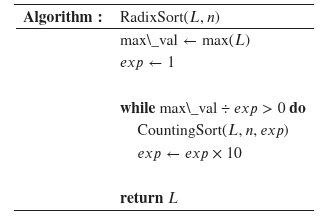 Algorithm : RadixSort(L, n)
max\_val ← max(L)
exp ← 1
while max\_val ÷ exp > 0 do
CountingSort(L, n, exp)
exp ← exp × 10
return L